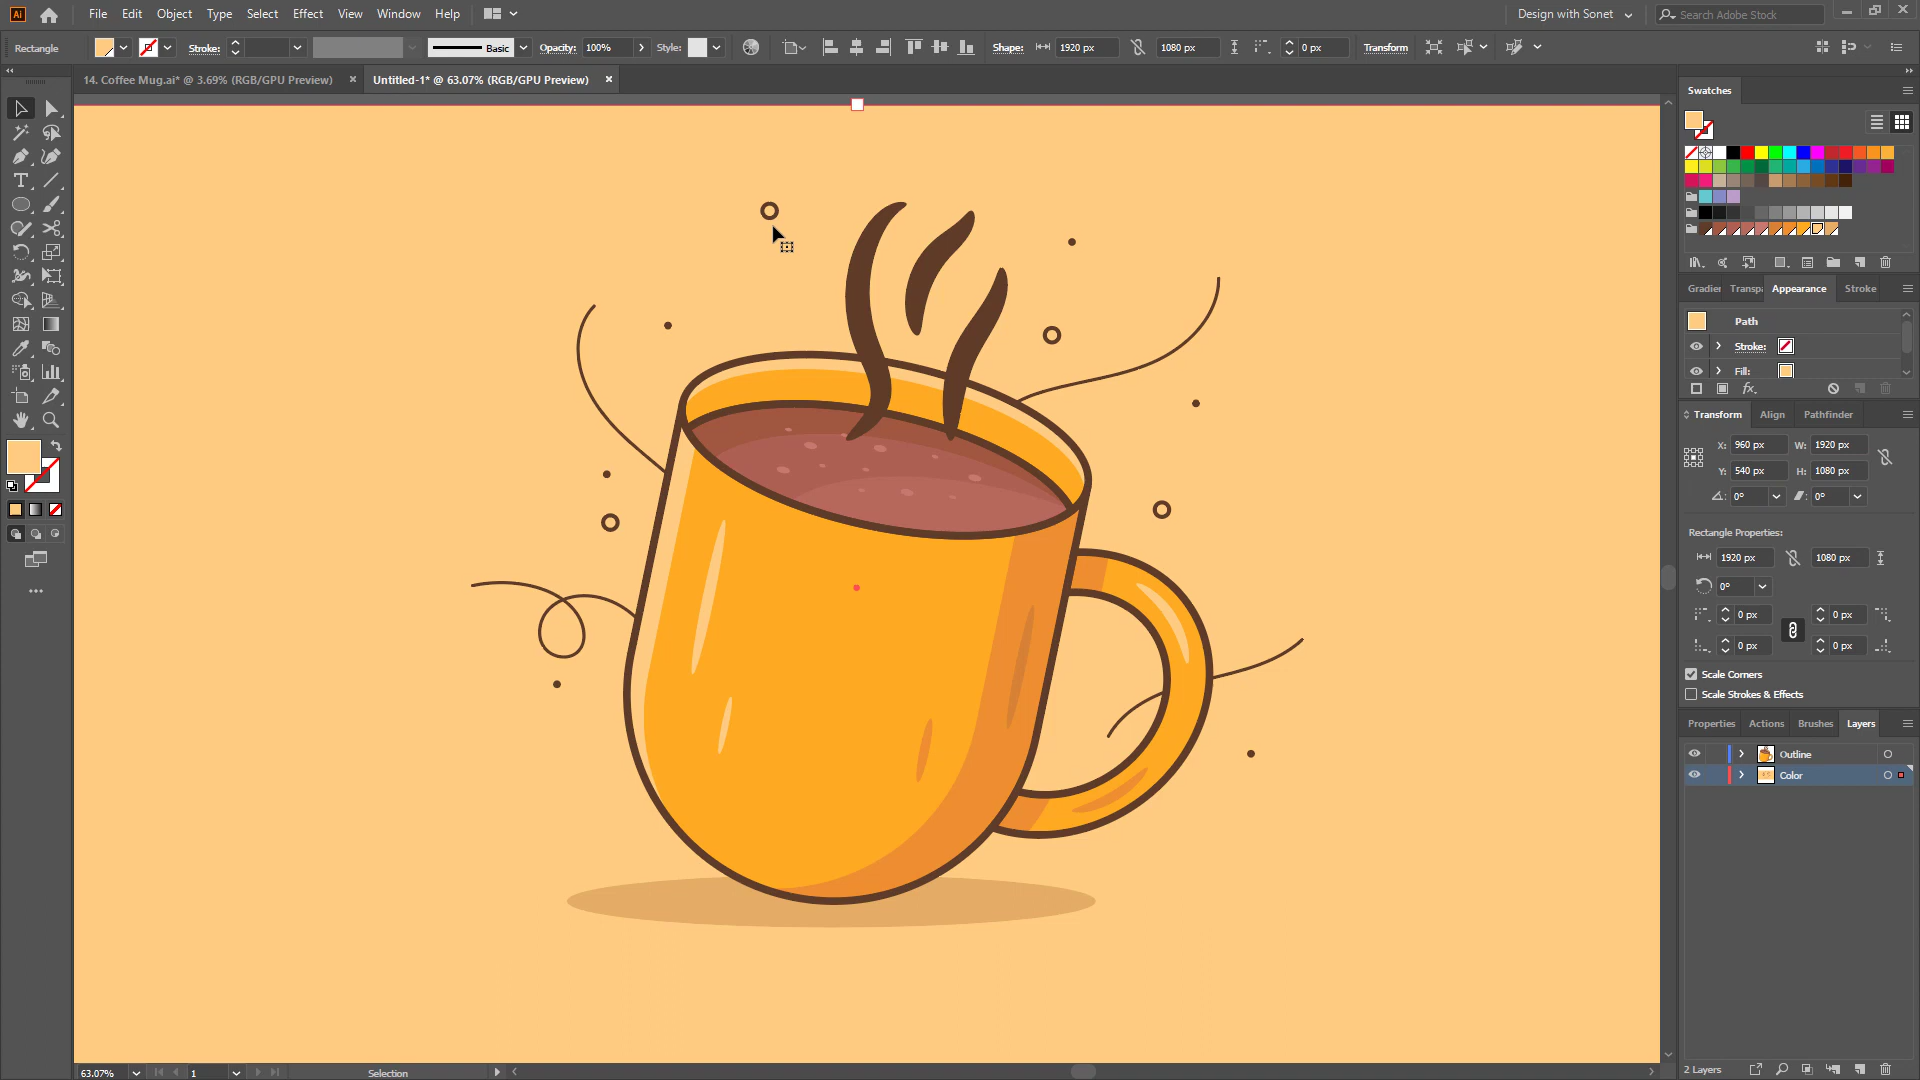 Ai File Edit Object Type Select Effect View Window Help Design with Sonet Search Adobe Stock
Rectangle Stroke: Basic Opacity: 100% Style: Shape: 1920 px 1080 px 0 px Transform
14. Coffee Mug.ai* @ 3.69% (RGB/GPU Preview) × Untitled-1* @ 63.07% (RGB/GPU Preview) ×
Swatches
Gradien Transpa Appearance Stroke
Path
Stroke:
Fill:
fx
Transform Align Pathfinder
X: 960 px W: 1920 px
Y: 540 px H: 1080 px
0° 0°
Rectangle Properties:
1920 px 1080 px
0°
0 px 0 px
0 px 0 px
Scale Corners
Scale Strokes & Effects
Properties Actions Brushes Layers
Outline
Color
2 Layers
63.07% 1 Selection